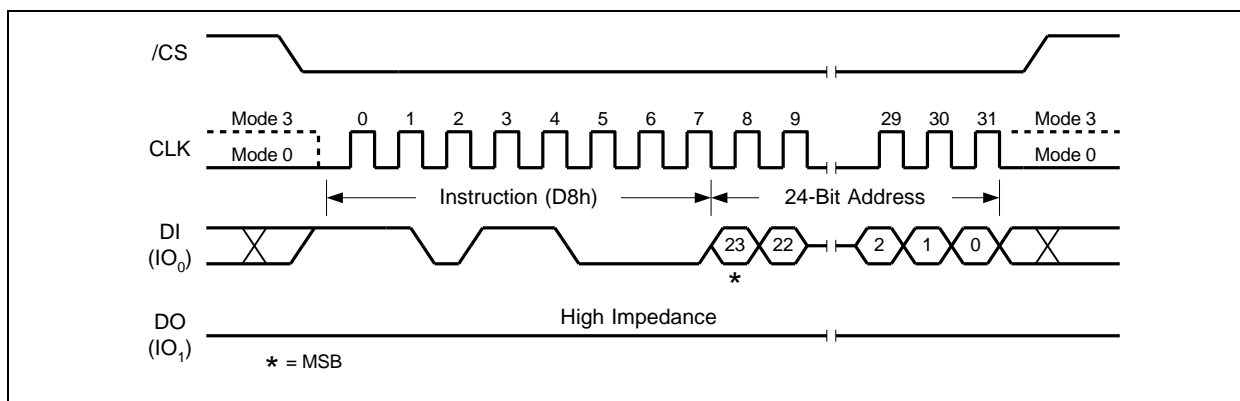 /CS
Mode 3
0 1 2 3 4 5 6 7 8 9 29 30 31
Mode 3
CLK
Mode 0
Mode 0
Instruction (D8h)
24-Bit Address
DI
(IO0)
23 22 2 1 0
*
DO
(IO1)
High Impedance
* = MSB